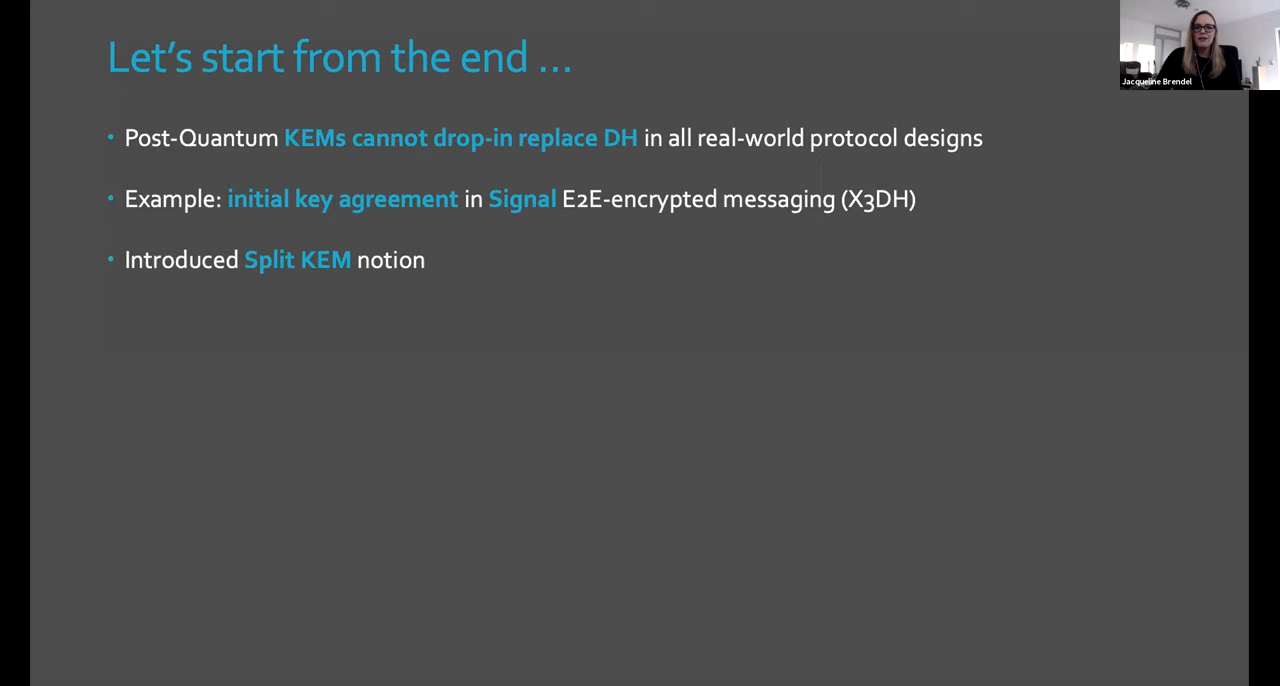 Let's start from the end ...
Jacqueline Brendel
• Post-Quantum KEMs cannot drop-in replace DH in all real-world protocol designs
• Example: initial key agreement in Signal E2E-encrypted messaging (X3DH)
• Introduced Split KEM notion